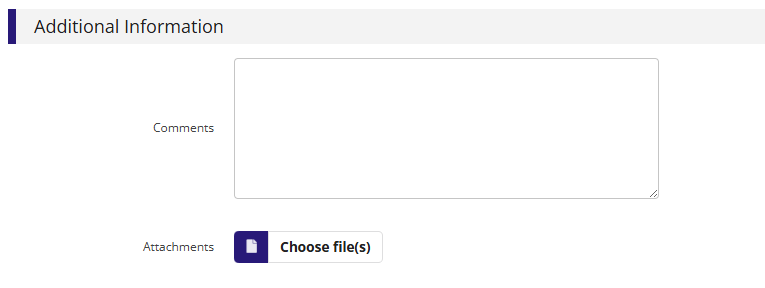 Additional Information
Comments
Attachments
Choose file(s)